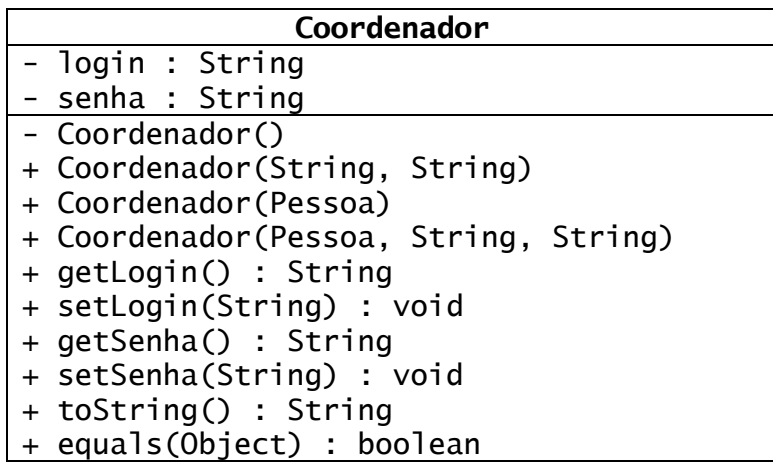 Coordenador
- login : String
- senha : String
- Coordenador()
+ Coordenador(String, String)
+ Coordenador(Pessoa)
+ Coordenador(Pessoa, String, String)
+ getLogin() : String
+ setLogin(String) : void
+ getSenha() : String
+ setSenha(String) : void
+ toString() : String
+ equals(Object) : boolean